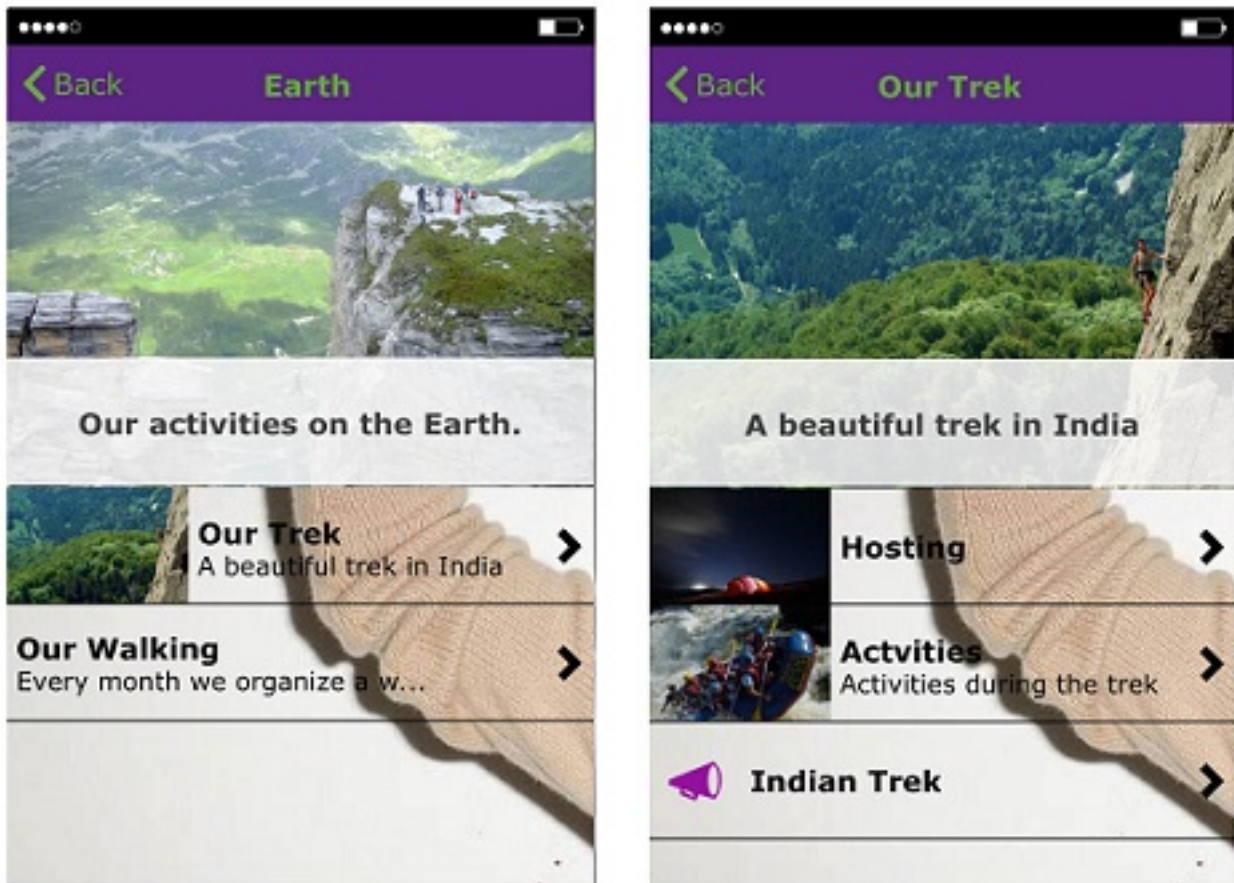 Back
Earth
Our activities on the Earth.
Our Trek
A beautiful trek in India
Our Walking
Every month we organize a w...
Back
Our Trek
A beautiful trek in India
Hosting
Actvities
Activities during the trek
Indian Trek